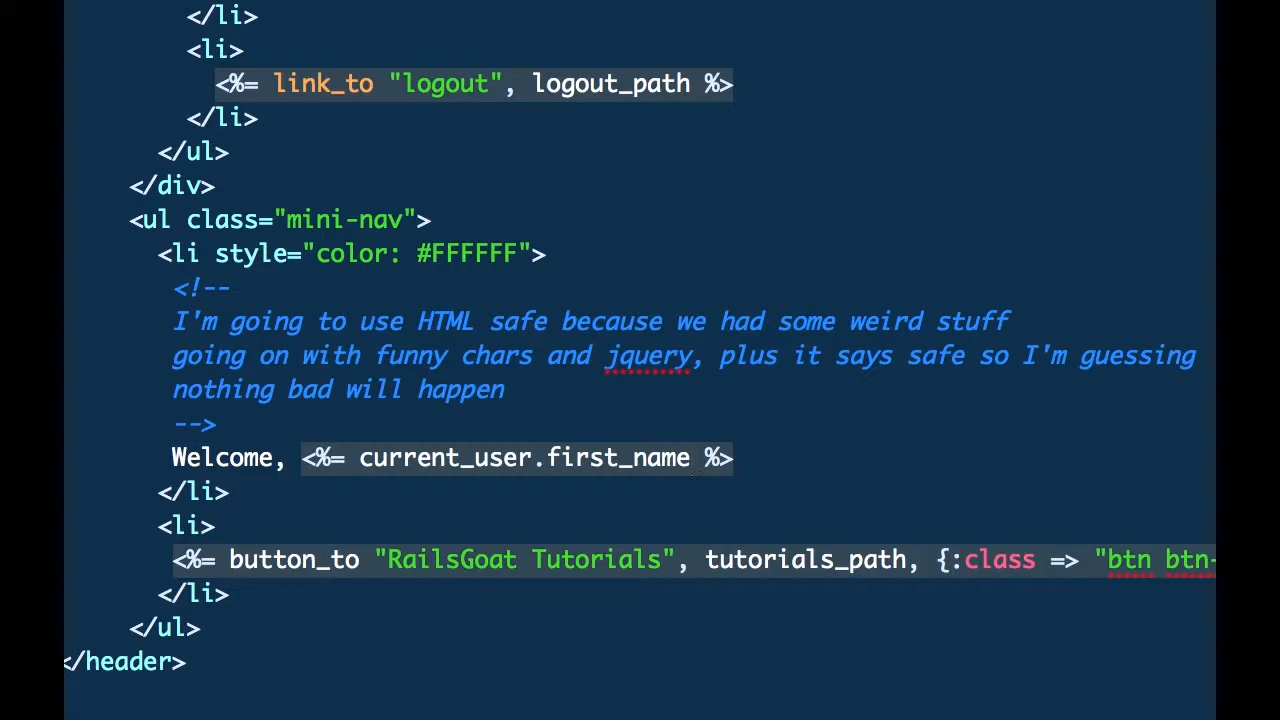 </li>
<li>
<%= link_to "logout", logout_path %>
</li>
</ul>
</div>
<ul class="mini-nav">
<li style="color: #FFFFFF">
<!--
I'm going to use HTML safe because we had some weird stuff
going on with funny chars and jquery, plus it says safe so I'm guessing
nothing bad will happen
-->
Welcome, <%= current_user.first_name %>
</li>
<li>
<%= button_to "RailsGoat Tutorials", tutorials_path, {:class => "btn btn-
</li>
</ul>
</header>